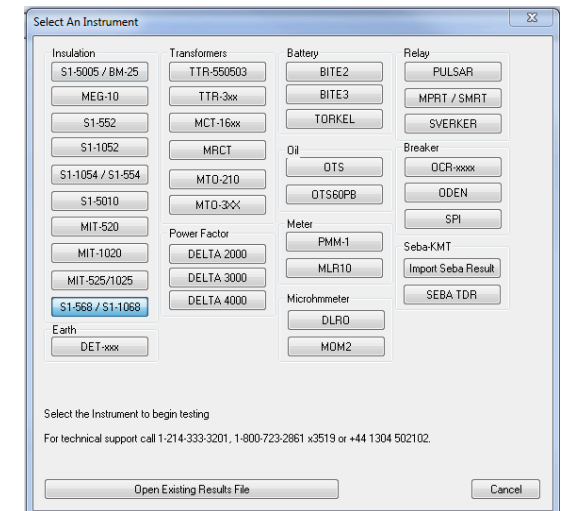 Select An Instrument
Insulation
S1-5005 / BM-25
MEG-10
S1-552
S1-1052
S1-1054 / S1-554
S1-5010
MIT-520
MIT-1020
MIT-525/1025
S1-568 / S1-1068
Earth
DET-xxx
Transformers
TTR-550503
TTR-3xx
MCT-16xx
MRCT
MTO-210
MTO-3XX
Power Factor
DELTA 2000
DELTA 3000
DELTA 4000
Battery
BITE2
BITE3
TORKEL
Oil
OTS
OTS60PB
Meter
PMM-1
MLR10
Microhmmeter
DLRO
MOM2
Relay
PULSAR
MPRT / SMRT
SVERKER
Breaker
OCR-xxxx
ODEN
SPI
Seba-KMT
Import Seba Result
SEBA TDR
Select the Instrument to begin testing
For technical support call 1-214-333-3201, 1-800-723-2861 x3519 or +44 1304 502102.
Open Existing Results File
Cancel